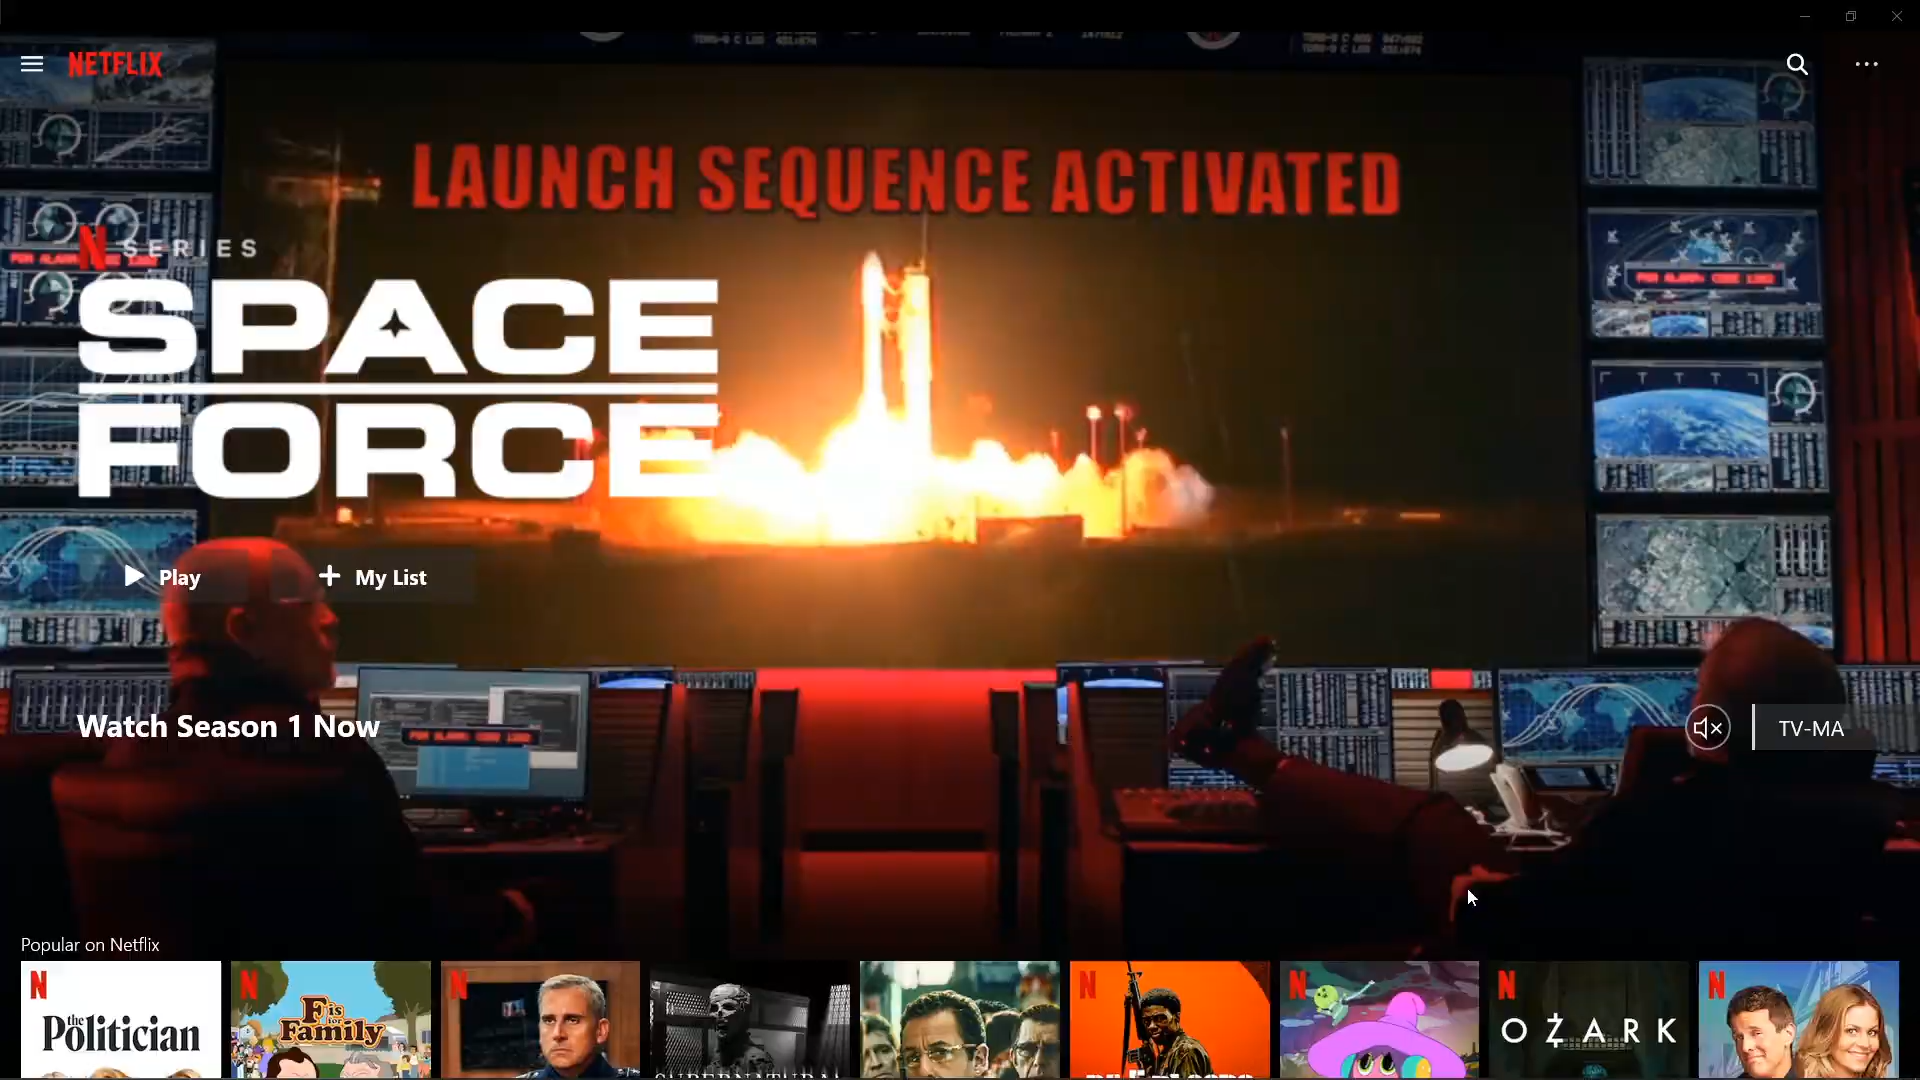 NETFLIX
LAUNCH SEQUENCE ACTIVATED
N SERIES
SPACE
FORCE
Play
My List
Watch Season 1 Now
TV-MA
Popular on Netflix
N
the
Politician
N
F is
for
Family
N
SUPERNATURAL
N
N
N
OZARK
N